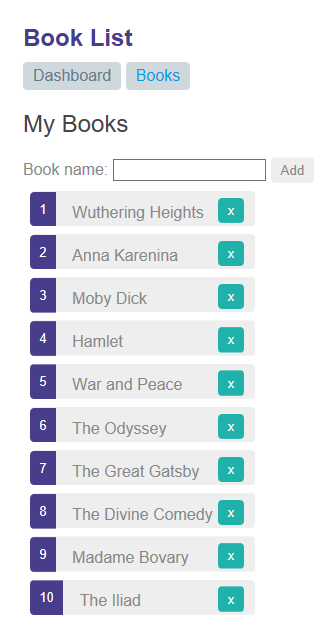 Book List
Dashboard Books
My Books
Book name: Add
1 Wuthering Heights x
2 Anna Karenina x
3 Moby Dick x
4 Hamlet x
5 War and Peace x
6 The Odyssey x
7 The Great Gatsby x
8 The Divine Comedy x
9 Madame Bovary x
10 The Iliad x